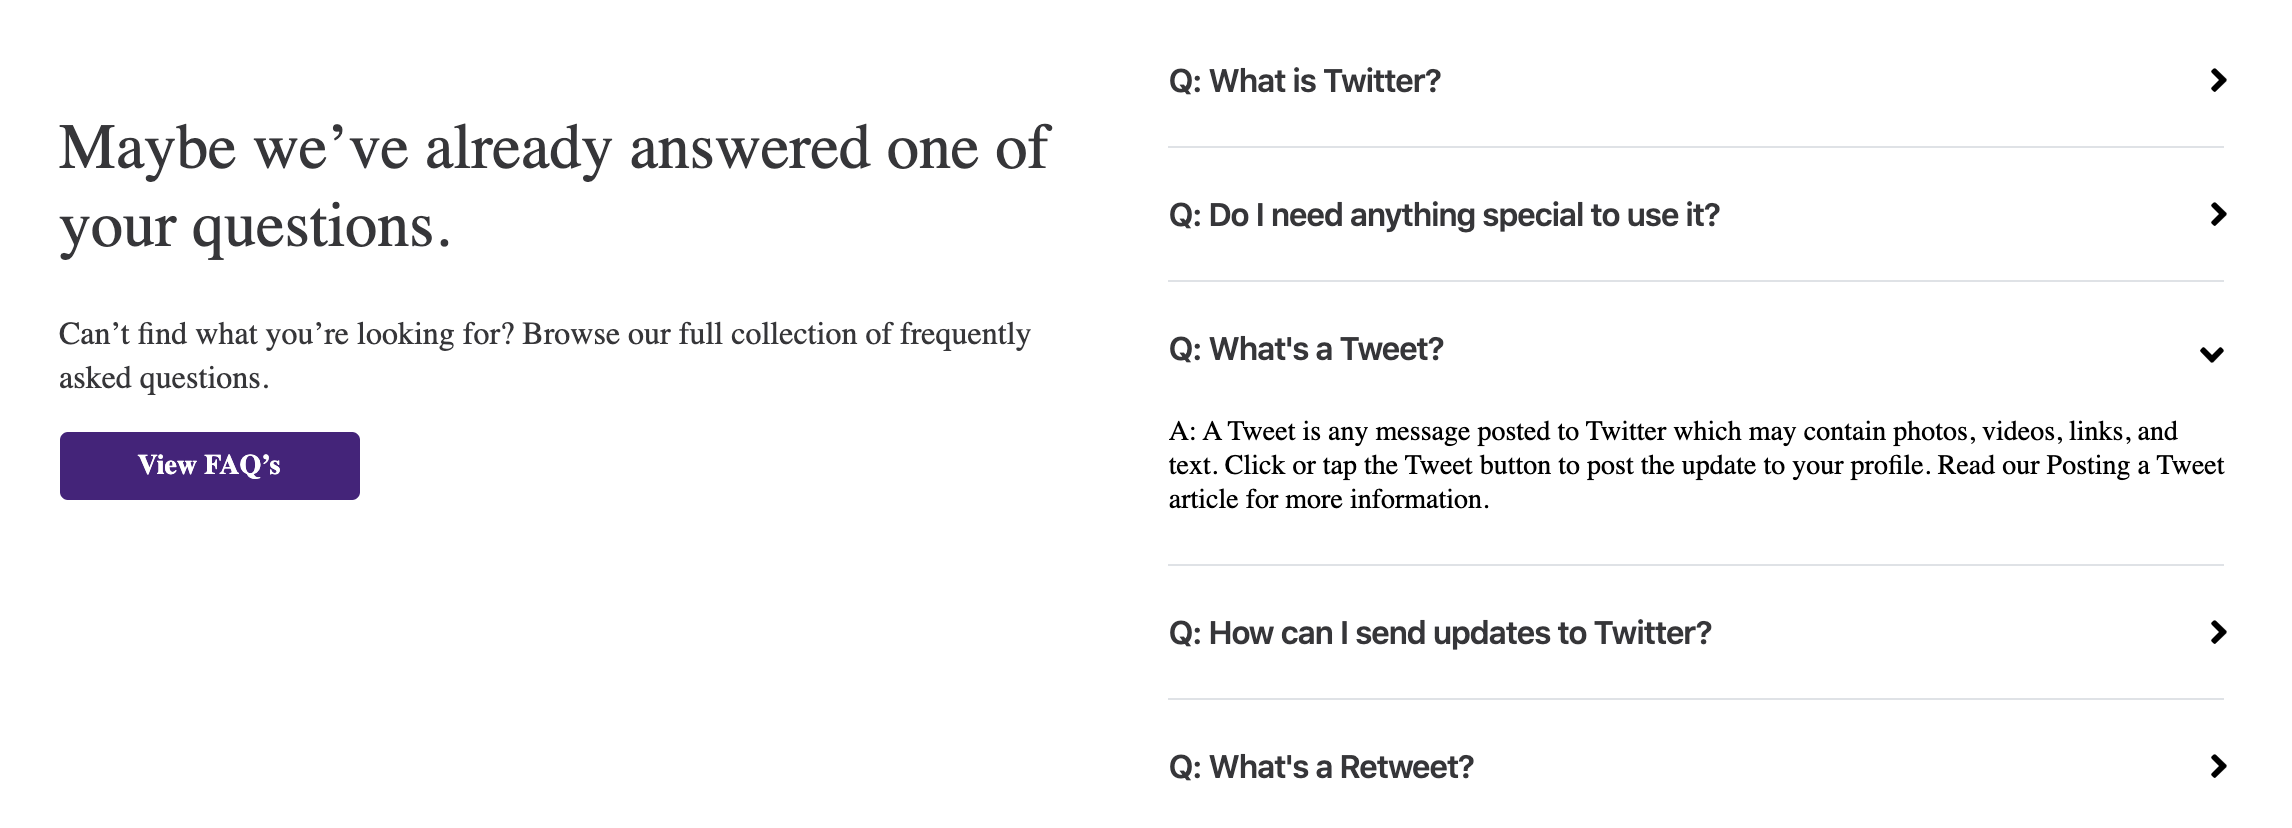 Maybe we’ve already answered one of
your questions.
Can’t find what you’re looking for? Browse our full collection of frequently
asked questions.
View FAQ’s
Q: What is Twitter?
Q: Do I need anything special to use it?
Q: What's a Tweet?
A: A Tweet is any message posted to Twitter which may contain photos, videos, links, and
text. Click or tap the Tweet button to post the update to your profile. Read our Posting a Tweet
article for more information.
Q: How can I send updates to Twitter?
Q: What's a Retweet?